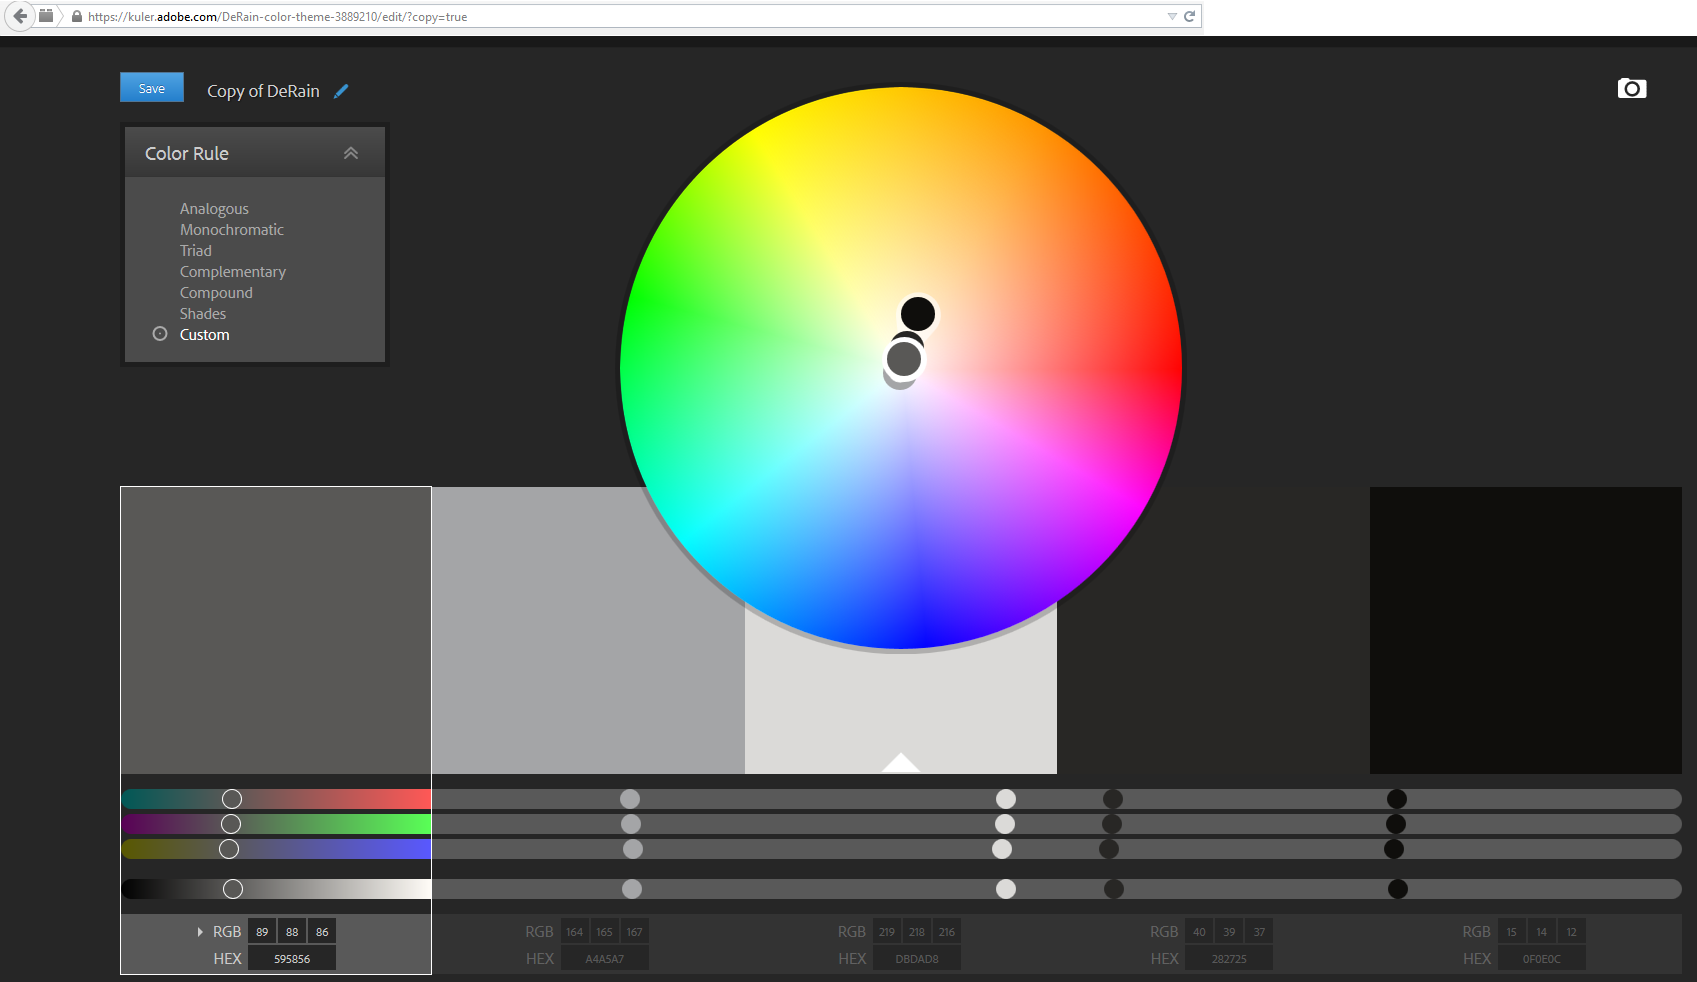 https://kuler.adobe.com/DeRain-color-theme-3889210/edit/?copy=true
Save
Copy of DeRain
Color Rule
Analogous
Monochromatic
Triad
Complementary
Compound
Shades
Custom
RGB 89 88 86
HEX 595856
RGB 164 165 167
HEX A4A5A7
RGB 219 218 216
HEX DBDAD8
RGB 40 39 37
HEX 282725
RGB 15 14 12
HEX 0F0E0C